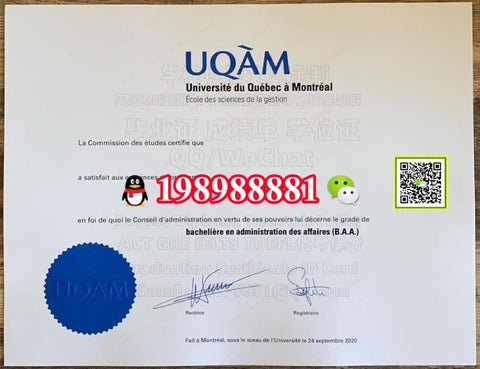 UQÀM
Université du Québec à Montréal
École des sciences de la gestion
毕业证 成绩单 学位证
La Commission des études certifie que
QQ/WeChat
a satisfait aux
198988881
en foi de quoi le Conseil d'administration en vertu de ses pouvoirs lui décerne le grade de
bachelière en administration des affaires (B.A.A.)
ACT GRE IELTS TOEFL
UQAM
Rectrice
Registraire
Fait à Montréal, sous le sceau de l'Université le 24 septembre 2020